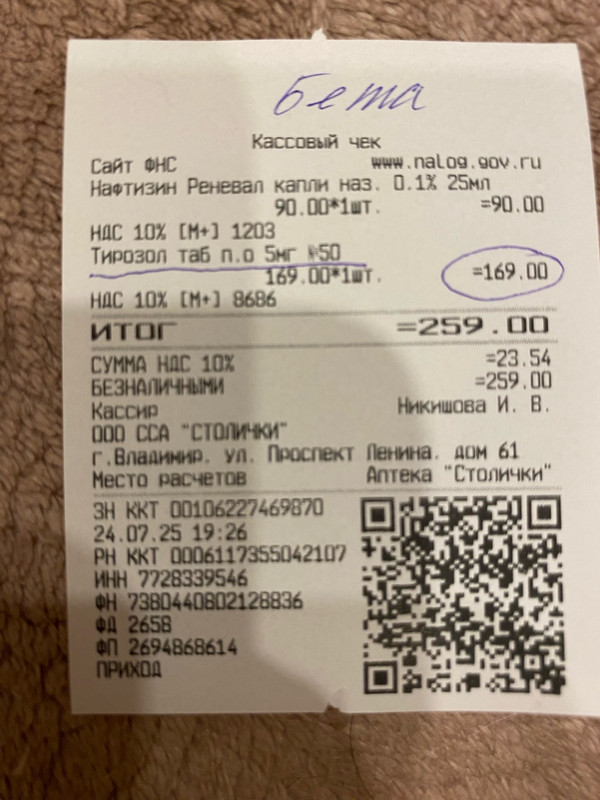 Бета
Кассовый чек
Сайт ФНС www.nalog.gov.ru
Нафтизин Реневал капли наз. 0.1% 25мл
90.00*1шт. =90.00
НДС 10% [М+] 1203
Тирозол таб п.о 5мг №50
169.00*1шт. =169.00
НДС 10% [М+] 8686
ИТОГ =259.00
СУММА НДС 10% =23.54
БЕЗНАЛИЧНЫМИ =259.00
Кассир Никишова И. В.
ООО ССА "СТОЛИЧКИ"
г.Владимир. ул. Проспект Ленина. дом 61
Место расчетов Аптека "Столички"
ЗН ККТ 00106227469870
24.07.25 19:26
РН ККТ 0006117355042107
ИНН 7728339546
ФН 7380440802128836
ФД 2658
ФП 2694868614
ПРИХОД